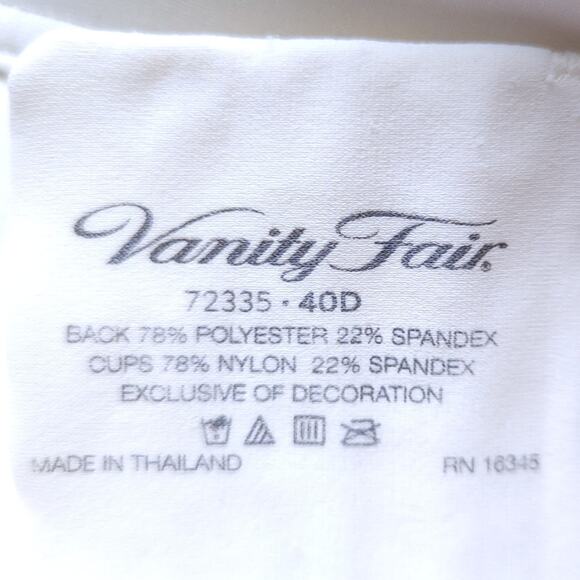 Vanity Fair.
72335 · 40D
BACK 78% POLYESTER 22% SPANDEX
CUPS 78% NYLON 22% SPANDEX
EXCLUSIVE OF DECORATION
MADE IN THAILAND RN 16345